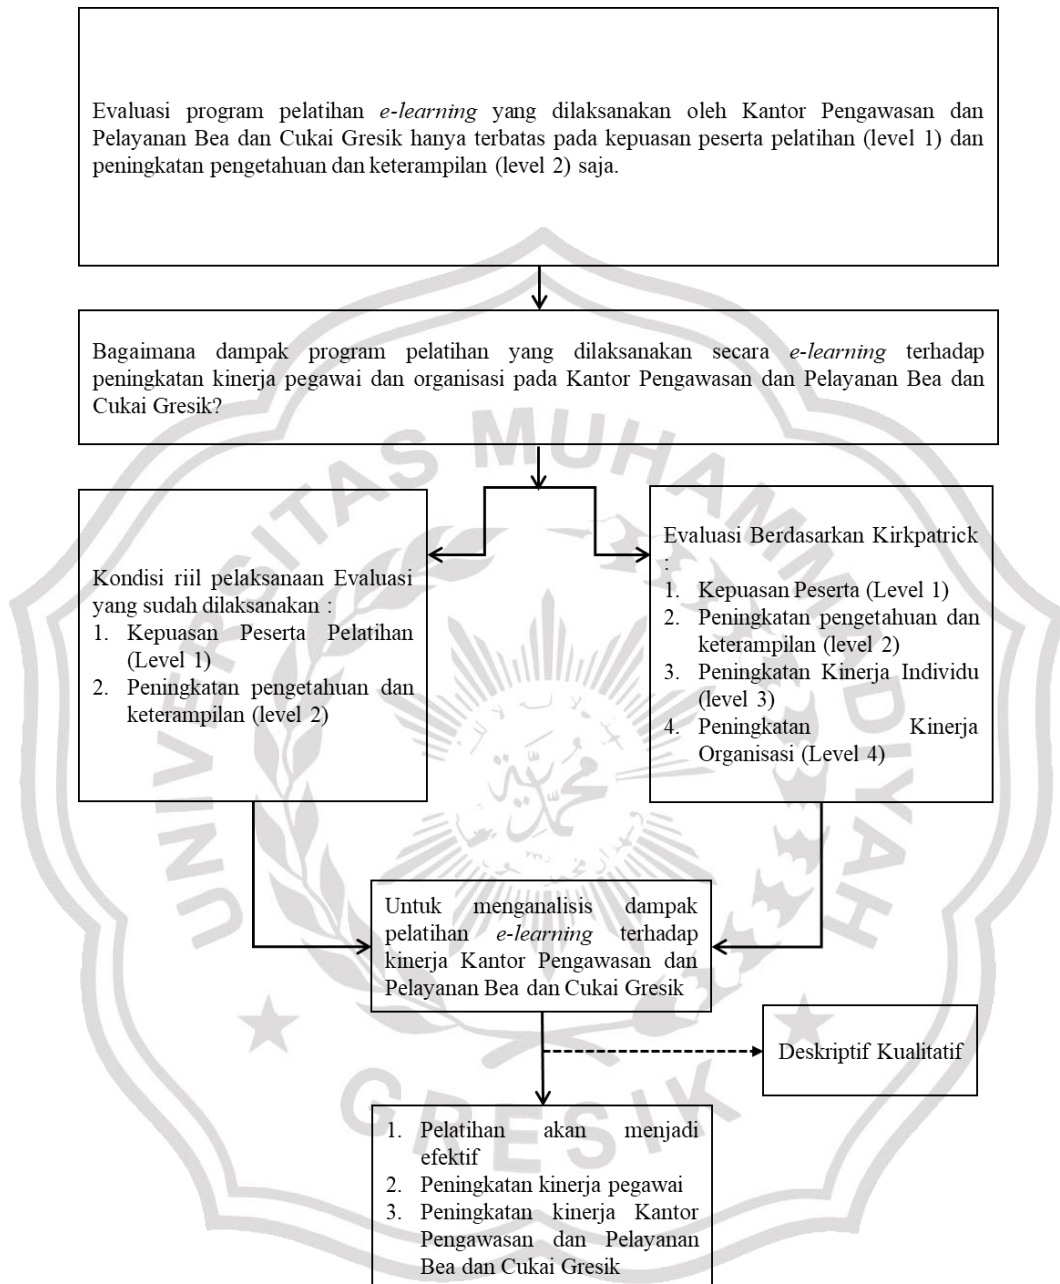 Evaluasi program pelatihan e-learning yang dilaksanakan oleh Kantor Pengawasan dan
Pelayanan Bea dan Cukai Gresik hanya terbatas pada kepuasan peserta pelatihan (level 1) dan
peningkatan pengetahuan dan keterampilan (level 2) saja.
Bagaimana dampak program pelatihan yang dilaksanakan secara e-learning terhadap
peningkatan kinerja pegawai dan organisasi pada Kantor Pengawasan dan Pelayanan Bea dan
Cukai Gresik?
Kondisi riil pelaksanaan Evaluasi
yang sudah dilaksanakan :
1. Kepuasan Peserta Pelatihan
(Level 1)
2. Peningkatan pengetahuan dan
keterampilan (level 2)
Evaluasi Berdasarkan Kirkpatrick
:
1. Kepuasan Peserta (Level 1)
2. Peningkatan pengetahuan dan
keterampilan (level 2)
3. Peningkatan Kinerja Individu
(level 3)
4. Peningkatan Kinerja
Organisasi (Level 4)
Untuk menganalisis dampak
pelatihan e-learning terhadap
kinerja Kantor Pengawasan dan
Pelayanan Bea dan Cukai Gresik
Deskriptif Kualitatif
1. Pelatihan akan menjadi
efektif
2. Peningkatan kinerja pegawai
3. Peningkatan kinerja Kantor
Pengawasan dan Pelayanan
Bea dan Cukai Gresik
UNIVERSITAS MUHAMMADIYAH
GRESIK